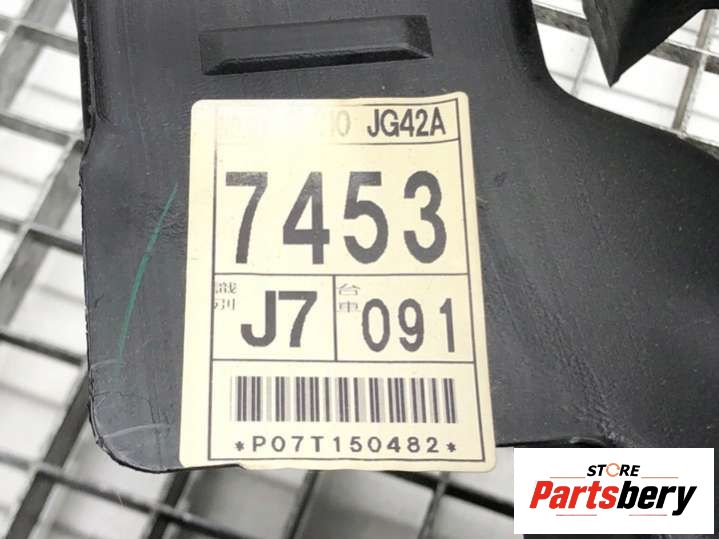 JG42A
7453
識別 J7 台車 091
*P07T150482*
STORE
Partsbery